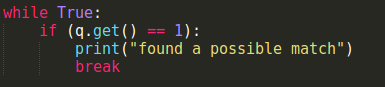 while True:
    if (q.get() == 1):
        print("found a possible match")
        break